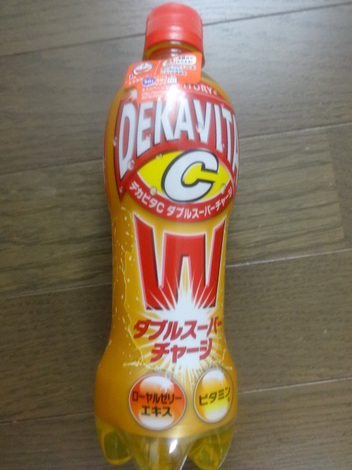 DEKAVITA
C
デカビタC ダブルスーパーチャージ
W
ダブルスーパー
チャージ
ローヤルゼリー
エキス
ビタミン